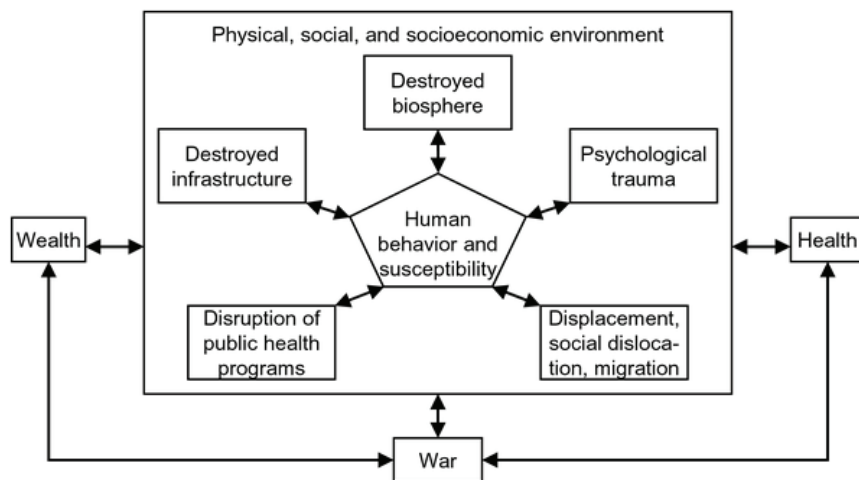 Physical, social, and socioeconomic environment
Destroyed
biosphere
Destroyed
infrastructure
Psychological
trauma
Human
behavior and
susceptibility
Wealth
Health
Disruption of
public health
programs
Displacement,
social disloca-
tion, migration
War